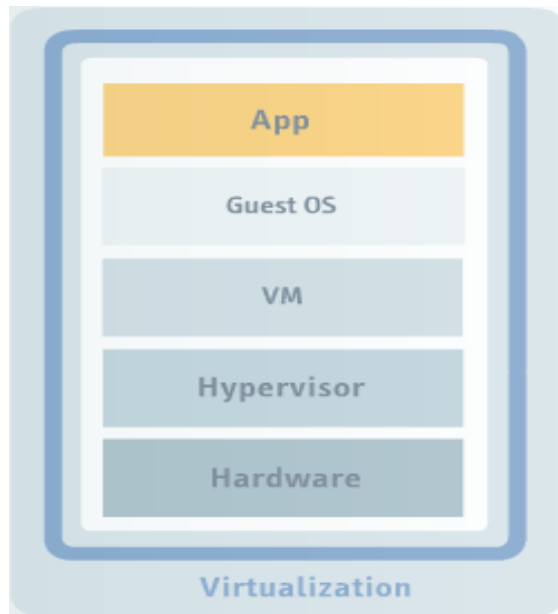 App
Guest OS
VM
Hypervisor
Hardware
Virtualization